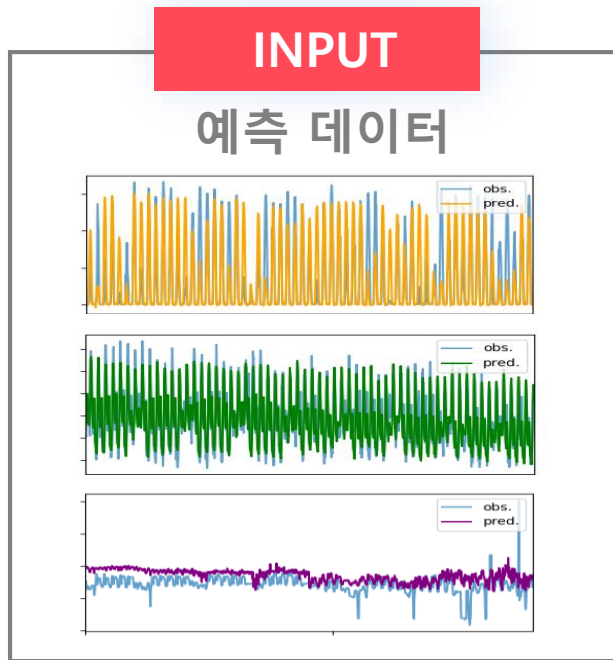 INPUT
예측 데이터
obs.
pred.
obs.
pred.
obs.
pred.